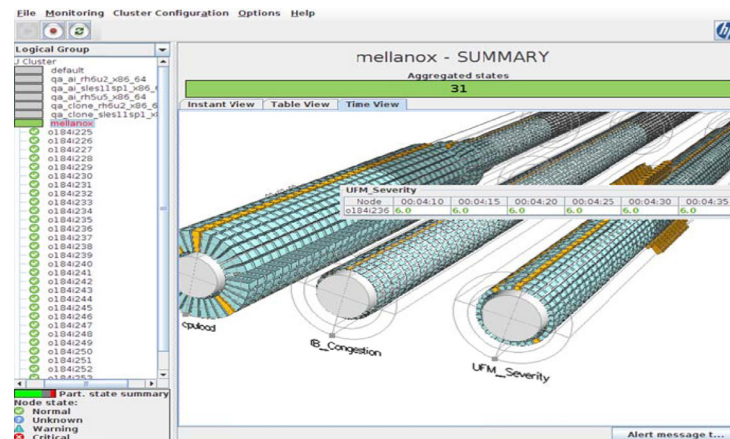 File Monitoring Cluster Configuration Options Help
hp
Logical Group
mellanox - SUMMARY
Aggregated states
31
Instant View Table View Time View
U Cluster
default
qa_ai_rh6u2_x86_64
qa_ai_sles11sp1_x86_
qa_ai_rh5u5_x86_64
qa_clone_rh6u2_x86_6
qa_clone_sles11sp1_x
mellanox
o184i225
o184i226
o184i227
o184i228
o184i229
o184i230
o184i231
o184i232
o184i233
o184i234
o184i235
o184i236
o184i237
o184i238
o184i239
o184i240
o184i241
o184i242
o184i243
o184i244
o184i245
o184i246
o184i247
o184i248
o184i249
o184i250
o184i251
o184i252
o184i253
UFM_Severity
Node 00:04:10 00:04:15 00:04:20 00:04:25 00:04:30 00:04:35
o184i236 6.0 6.0 6.0 6.0 6.0 6.0
cpuload
IB_Congestion
UFM_Severity
Part. state summary
Node state:
Normal
Unknown
Warning
Critical
Alert message t...